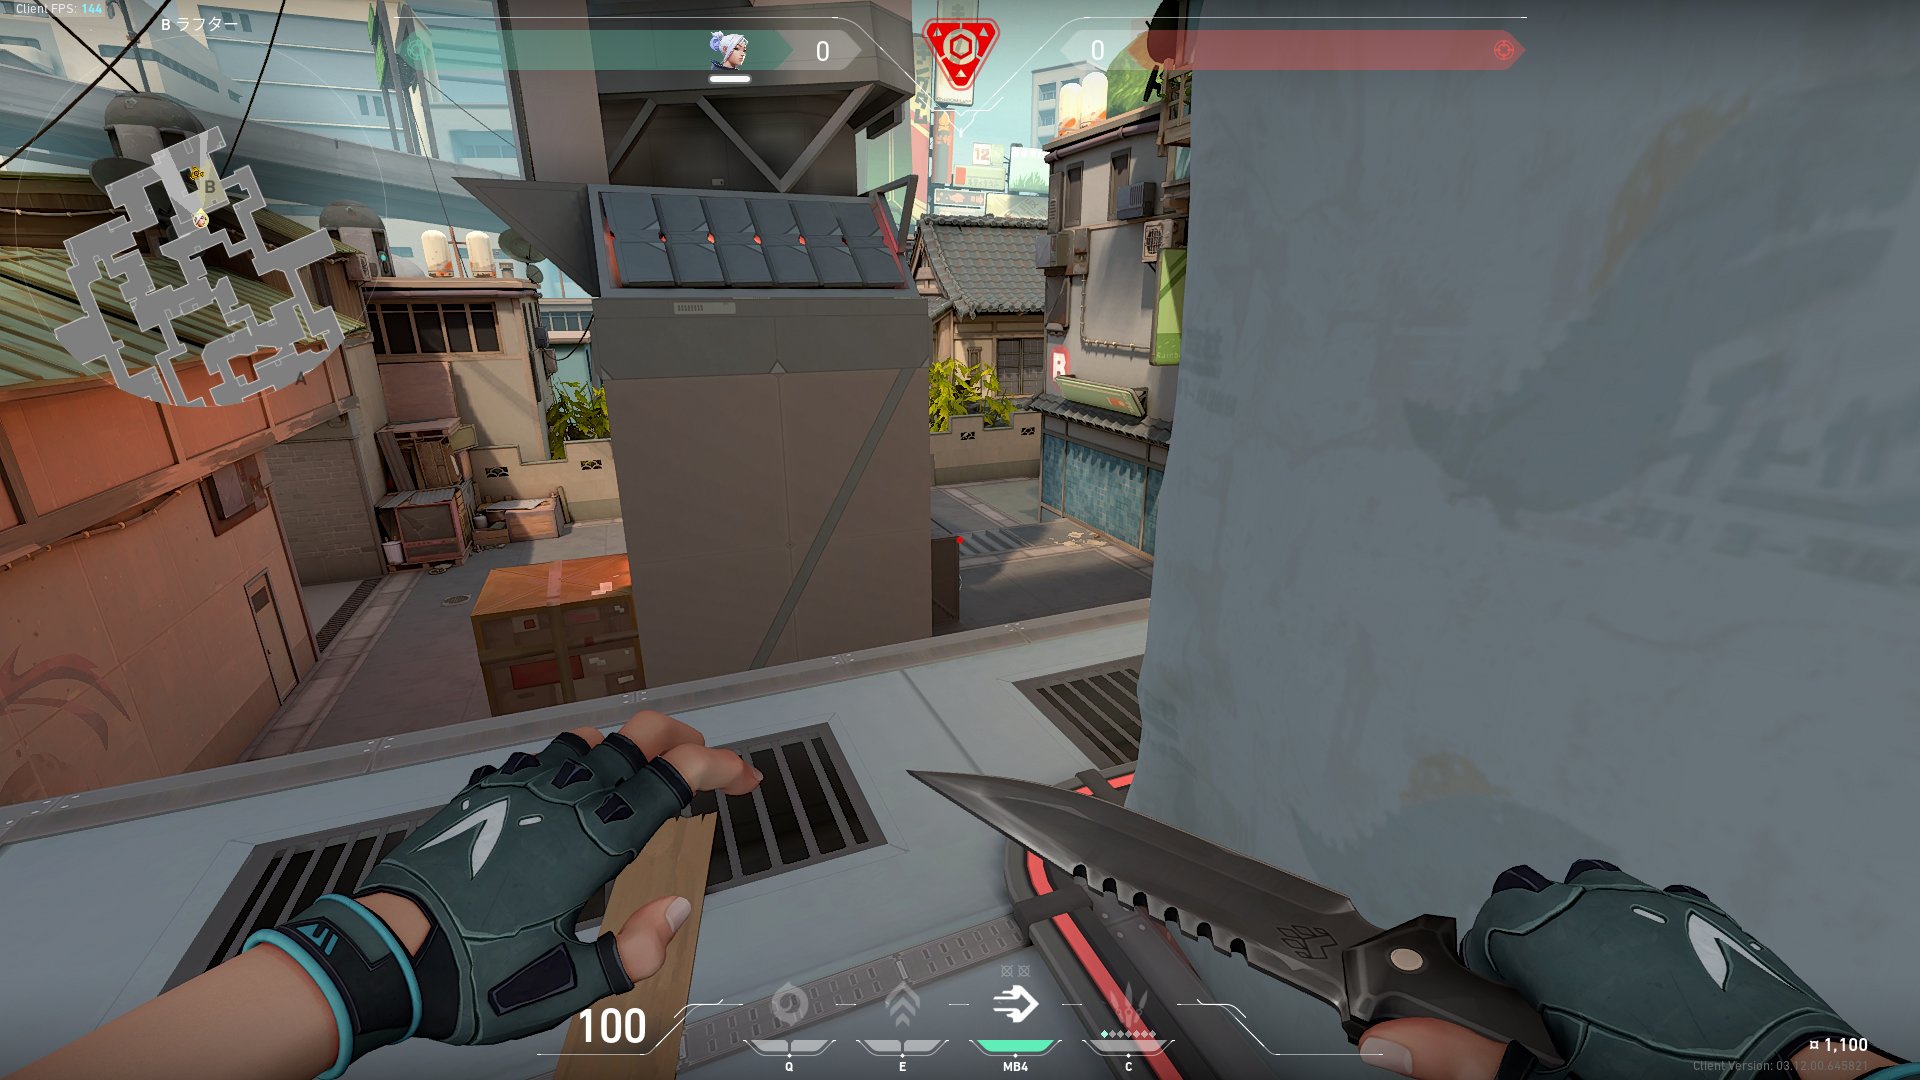 Client FPS: 144
B ラフター
0
0
12
B
A
R
100
Q
E
MB4
C
¤ 1,100
Client Version: 03.12.00.645821